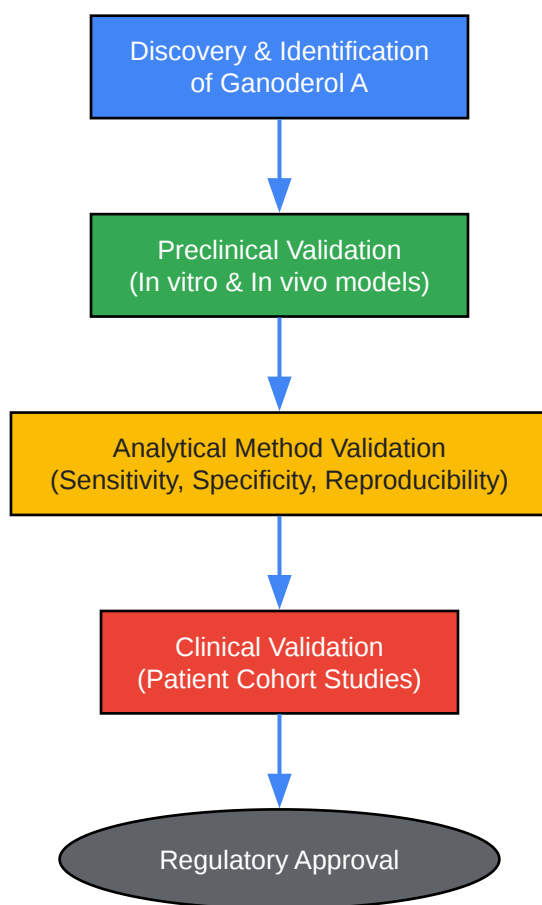 Discovery & Identification
of Ganoderol A
Preclinical Validation
(In vitro & In vivo models)
Analytical Method Validation
(Sensitivity, Specificity, Reproducibility)
Clinical Validation
(Patient Cohort Studies)
Regulatory Approval